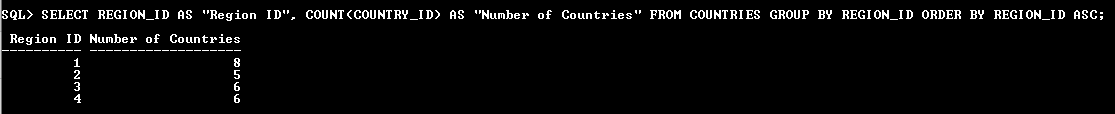 SQL> SELECT REGION_ID AS "Region ID", COUNT(COUNTRY_ID) AS "Number of Countries" FROM COUNTRIES GROUP BY REGION_ID ORDER BY REGION_ID ASC;
Region ID Number of Countries
---------- -------------------
1 8
2 5
3 6
4 6